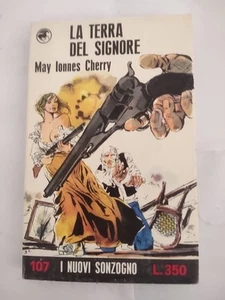 LA TERRA
DEL SIGNORE
May Ionnes Cherry
107 I NUOVI SONZOGNO L.350